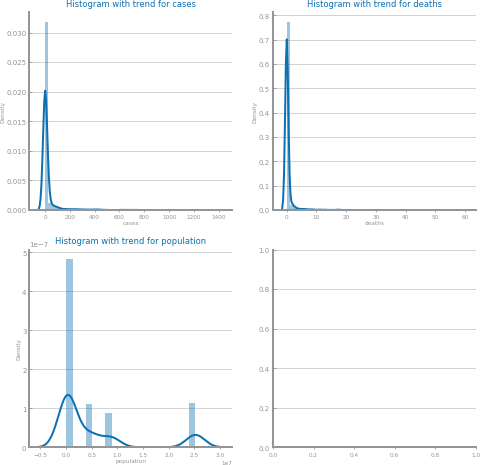 Histogram with trend for cases
Density
0.030
0.025
0.020
0.015
0.010
0.005
0.000
0 200 400 600 800 1000 1200 1400
cases
Histogram with trend for deaths
Density
0.8
0.7
0.6
0.5
0.4
0.3
0.2
0.1
0.0
0 10 20 30 40 50 60
deaths
Histogram with trend for population
1e−7
Density
5
4
3
2
1
0
−0.5 0.0 0.5 1.0 1.5 2.0 2.5 3.0
1e7
population
1.0
0.8
0.6
0.4
0.2
0.0
0.0 0.2 0.4 0.6 0.8 1.0